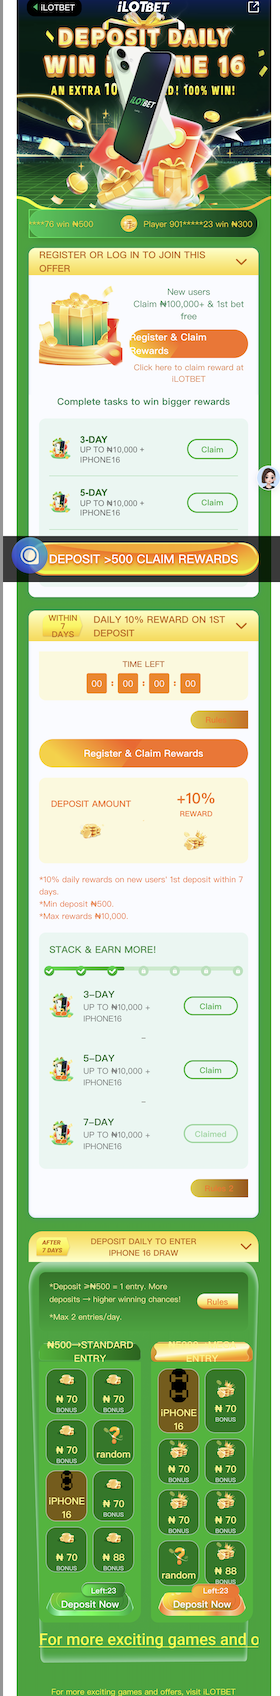 iLOTBET
iLOTBET
DEPOSIT DAILY
WIN IPHONE 16
AN EXTRA 10 D! 100% WIN!
iLOTBET
****76 win ₦500
Player 901*****23 win ₦300
REGISTER OR LOG IN TO JOIN THIS
OFFER
New users
Claim ₦100,000+ & 1st bet
free
Register & Claim
Rewards
Click here to claim reward at
iLOTBET
Complete tasks to win bigger rewards
3-DAY
UP TO ₦10,000 +
IPHONE16
Claim
5-DAY
UP TO ₦10,000 +
IPHONE16
Claim
DEPOSIT >500 CLAIM REWARDS
WITHIN
7
DAYS
DAILY 10% REWARD ON 1ST
DEPOSIT
TIME LEFT
00 : 00 : 00 : 00
Rules
Register & Claim Rewards
DEPOSIT AMOUNT
+10%
REWARD
*10% daily rewards on new users' 1st deposit within 7
days.
*Min deposit ₦500.
*Max rewards ₦10,000.
STACK & EARN MORE!
3-DAY
UP TO ₦10,000 +
IPHONE16
Claim
–
5-DAY
UP TO ₦10,000 +
IPHONE16
Claim
–
7-DAY
UP TO ₦10,000 +
IPHONE16
Claimed
AFTER
7 DAYS
DEPOSIT DAILY TO ENTER
IPHONE 16 DRAW
*Deposit ≥₦500 = 1 entry. More
deposits → higher winning chances!
*Max 2 entries/day.
Rules
₦500→STANDARD
ENTRY
₦ 70
BONUS
₦ 70
BONUS
₦ 70
BONUS
random
iPHONE
16
₦ 70
BONUS
₦ 70
BONUS
₦ 88
BONUS
Left:23
Deposit Now
ENTRY
iPHONE
16
₦ 70
BONUS
₦ 70
BONUS
₦ 70
BONUS
₦ 70
BONUS
₦ 70
BONUS
random
₦ 88
BONUS
Left:23
Deposit Now
For more exciting games and o
For more exciting games and offers, visit iLOTBET